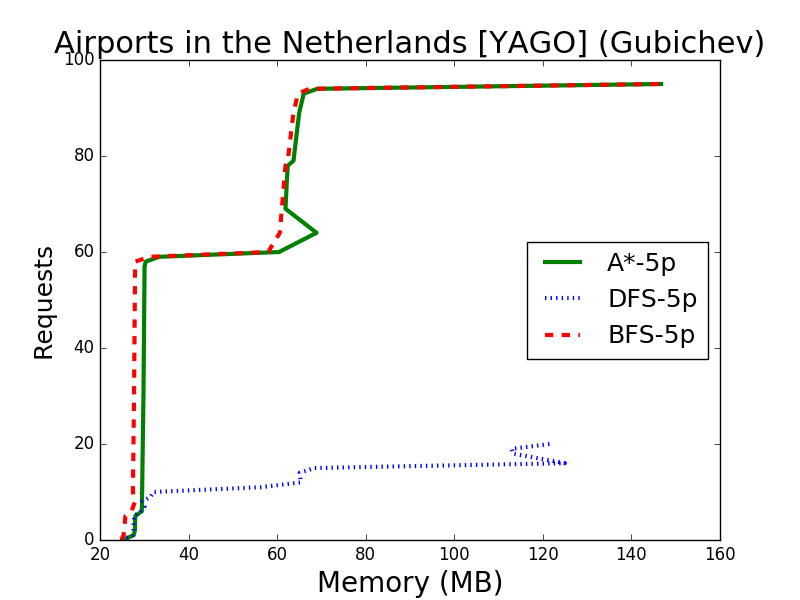 Airports in the Netherlands [YAGO] (Gubichev)
100
80
60
40
20
0
Requests
A*-5p
DFS-5p
BFS-5p
20 40 60 80 100 120 140 160
Memory (MB)